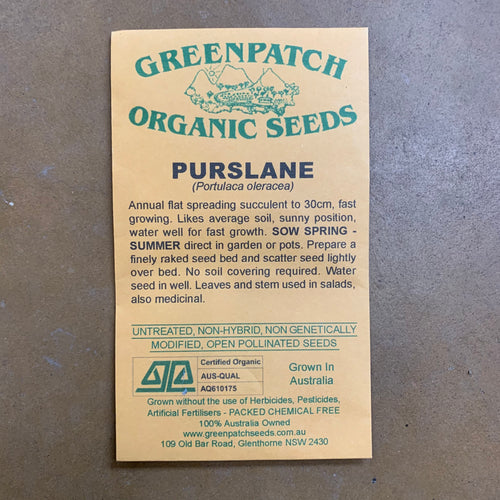 GREENPATCH
ORGANIC SEEDS
PURSLANE
(Portulaca oleracea)
Annual flat spreading succulent to 30cm, fast
growing. Likes average soil, sunny position,
water well for fast growth. SOW SPRING -
SUMMER direct in garden or pots. Prepare a
finely raked seed bed and scatter seed lightly
over bed. No soil covering required. Water
seed in well. Leaves and stem used in salads,
also medicinal.
UNTREATED, NON-HYBRID, NON GENETICALLY
MODIFIED, OPEN POLLINATED SEEDS
Certified Organic
AUS-QUAL
AQ610175
Grown In
Australia
Grown without the use of Herbicides, Pesticides,
Artificial Fertilisers - PACKED CHEMICAL FREE
100% Australia Owned
www.greenpatchseeds.com.au
109 Old Bar Road, Glenthorne NSW 2430